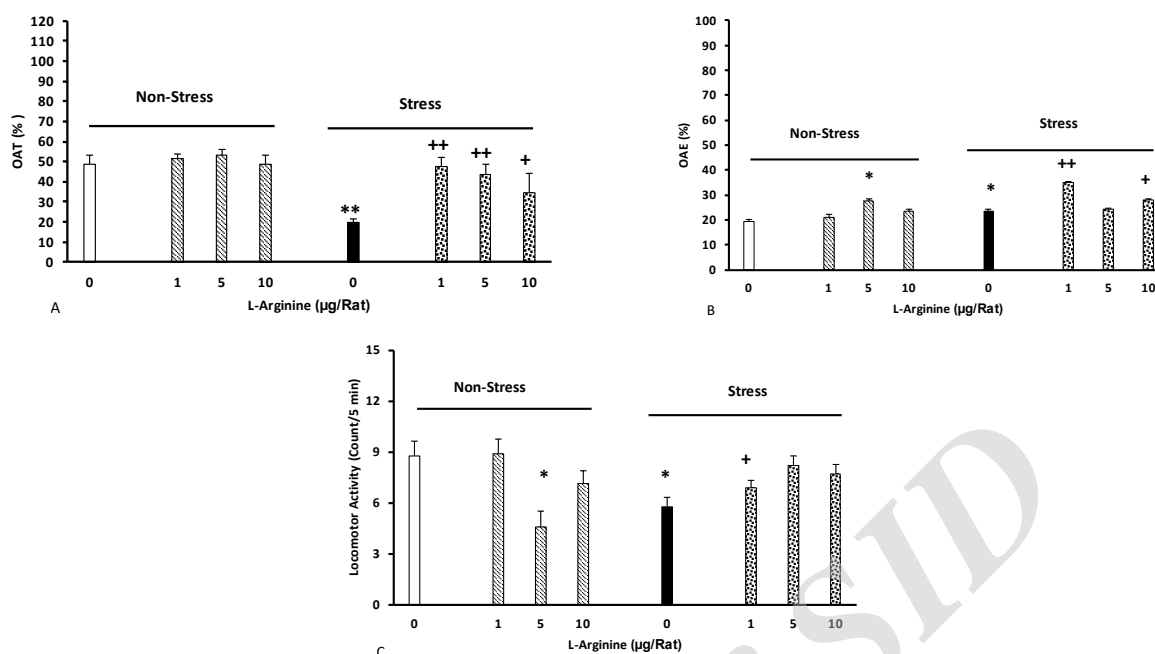 120
110
100
90
80
70
60
50
40
30
20
10
0
OAT (% )
Non-Stress
Stress
**
++
++
+
0 1 5 10 0 1 5 10
L-Arginine (µg/Rat)
A
100
90
80
70
60
50
40
30
20
10
0
OAE (%)
Non-Stress
Stress
*
*
++
+
0 1 5 10 0 1 5 10
L-Arginine (µg/Rat)
B
15
12
9
6
3
0
Locomotor Activity (Count/5 min)
Non-Stress
Stress
*
*
+
0 1 5 10 0 1 5 10
L-Arginine (µg/Rat)
C
SID